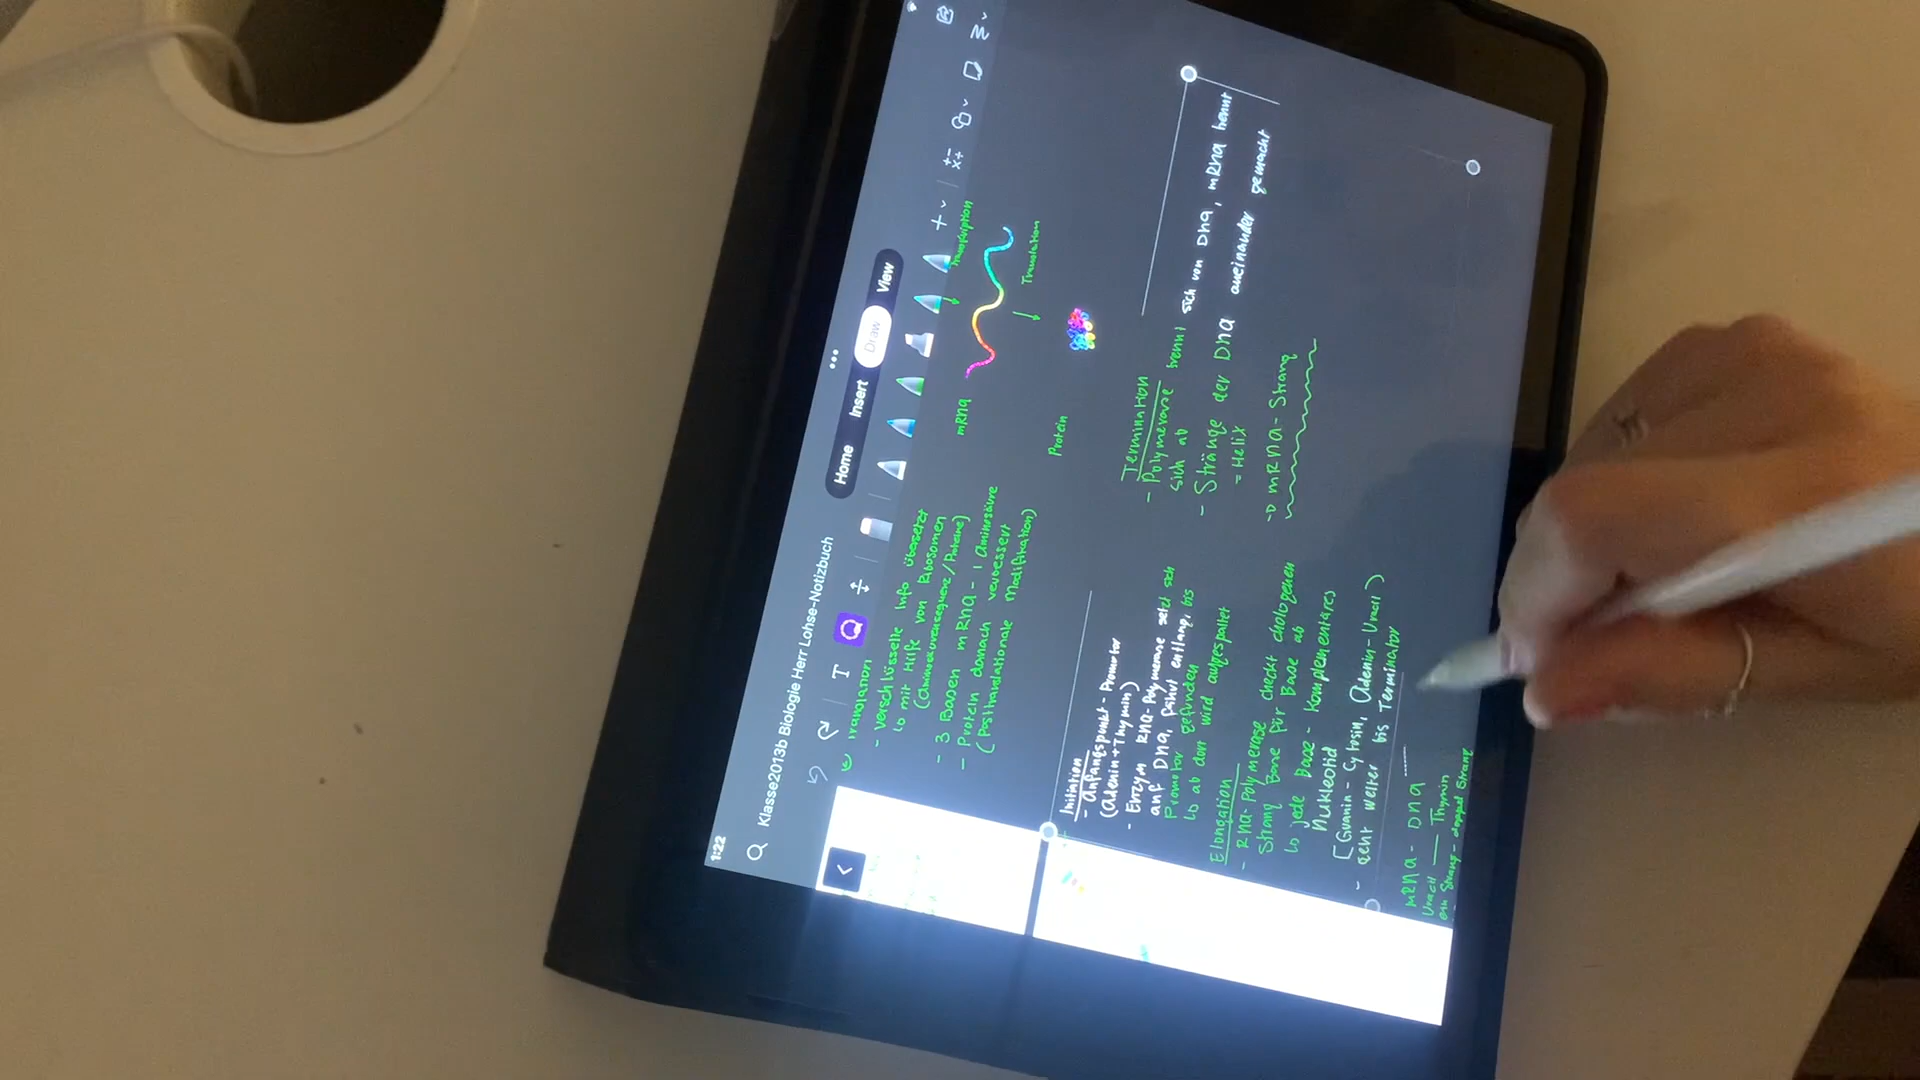 1:22
Klasse2013b Biologie Herr Lohse-Notizbuch
Home Insert Draw View
T
Translation
- verschlüsselte Info übersetzt
↳ mit Hilfe von Ribosomen
(Aminosäuresequenz/Proteine)
- 3 Basen mRna - 1 Aminosäure
- Protein danach verbessert
(Posttranslationale Modifikation)
Transkription
mRna
Translation
Protein
Initiation
- Anfangspunkt - Promotor
(Adenin + Thymin)
- Enzym Rna-Polymerase setzt sich
auf Dna, fährt entlang, bis
Promotor gefunden
↳ ab dort wird aufgespaltet
Elongation
- Rna-Polymerase checkt
Strang Base für Base ab
↳ jede Base - komplementäres
Nukleotid
[Guanin - Cytosin, Adenin - Uracil)
- geht weiter bis Terminator
Termination
- Polymerase trennt sich von Dna, mRna trennt
sich ab
- Stränge der Dna aneinander gemacht
= Helix
→ mRna-Strang
mRna - Dna
Uracil Thymin
ein Strang - doppel Strang